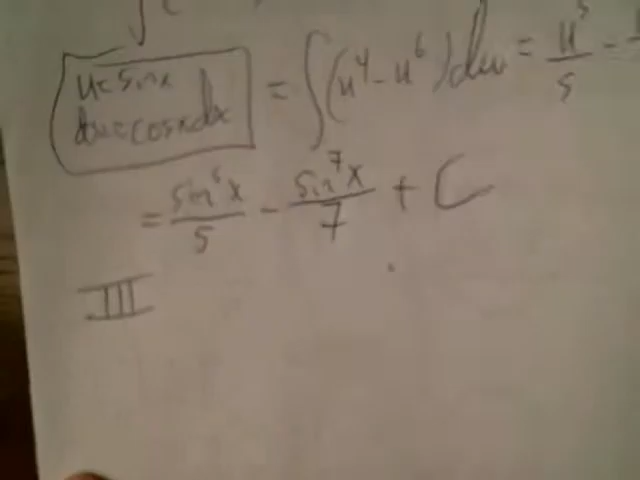 ∫
u = sin x
du = cos x dx
= ∫(u⁴ - u⁶)du = u⁵/5 -
= sin⁵x/5 - sin⁷x/7 + C
III